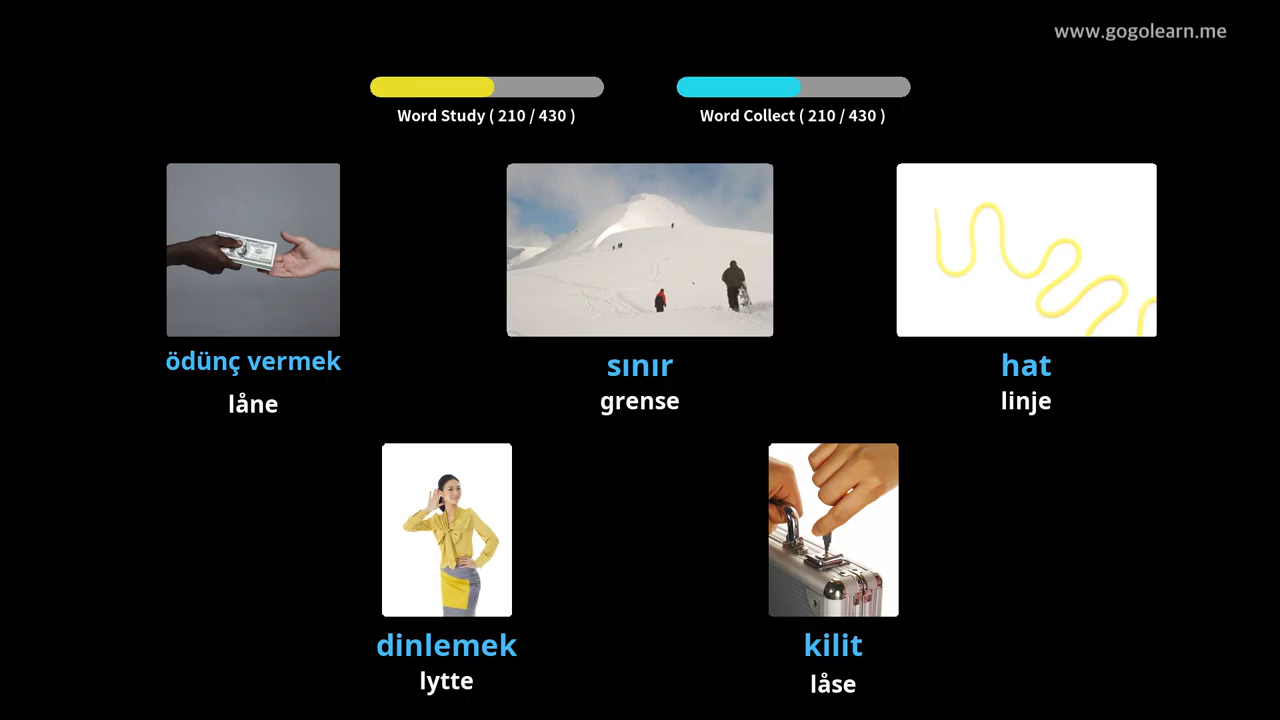 www.gogolearn.me
Word Study ( 210 / 430 )
Word Collect ( 210 / 430 )
ödünç vermek
låne
sınır
grense
hat
linje
dinlemek
lytte
kilit
låse